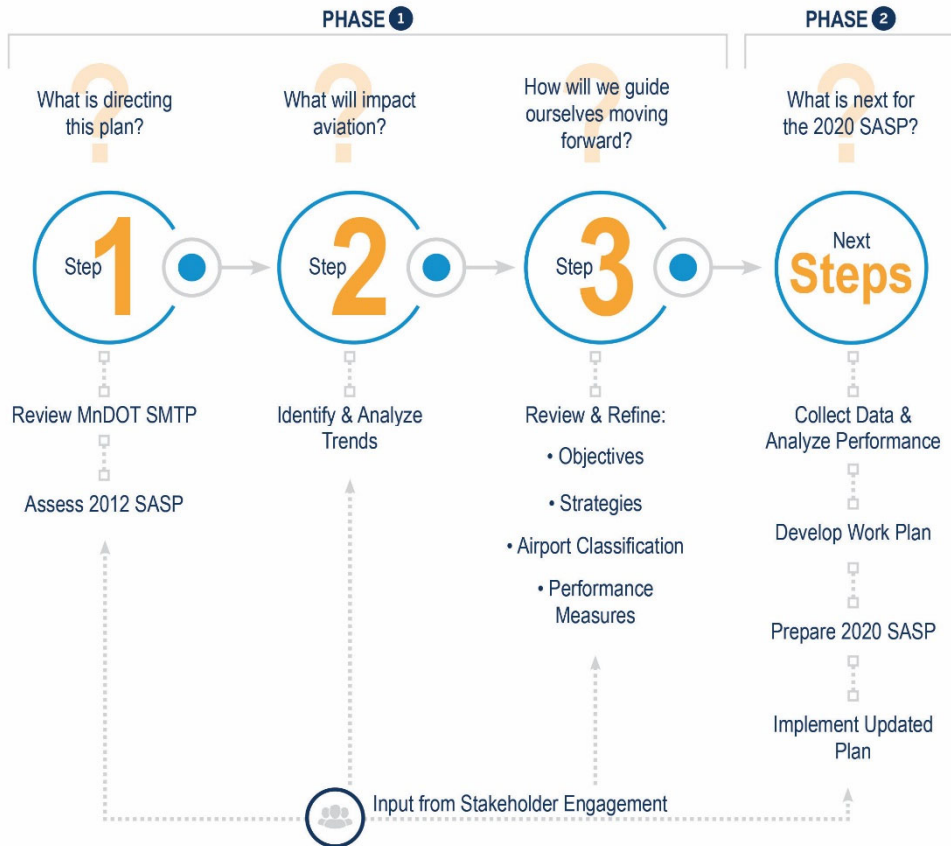 PHASE 1
PHASE 2
What is directing
this plan?
What will impact
aviation?
How will we guide
ourselves moving
forward?
What is next for
the 2020 SASP?
Step 1
Step 2
Step 3
Next
Steps
Review MnDOT SMTP
Assess 2012 SASP
Identify & Analyze
Trends
Review & Refine:
• Objectives
• Strategies
• Airport Classification
• Performance
Measures
Collect Data &
Analyze Performance
Develop Work Plan
Prepare 2020 SASP
Implement Updated
Plan
Input from Stakeholder Engagement